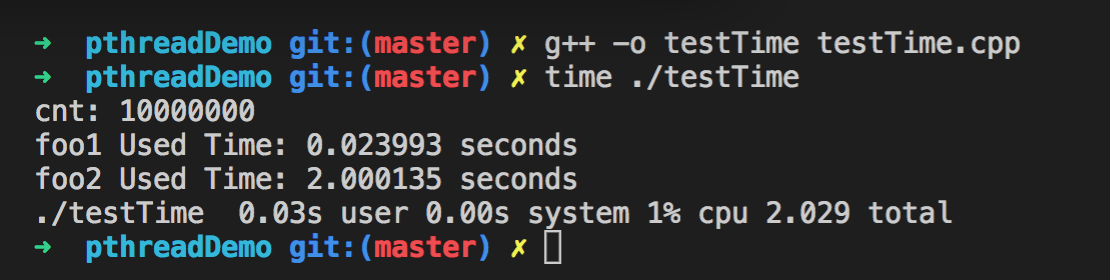 ➜  pthreadDemo git:(master) ✗ g++ -o testTime testTime.cpp
➜  pthreadDemo git:(master) ✗ time ./testTime
cnt: 10000000
foo1 Used Time: 0.023993 seconds
foo2 Used Time: 2.000135 seconds
./testTime  0.03s user 0.00s system 1% cpu 2.029 total
➜  pthreadDemo git:(master) ✗